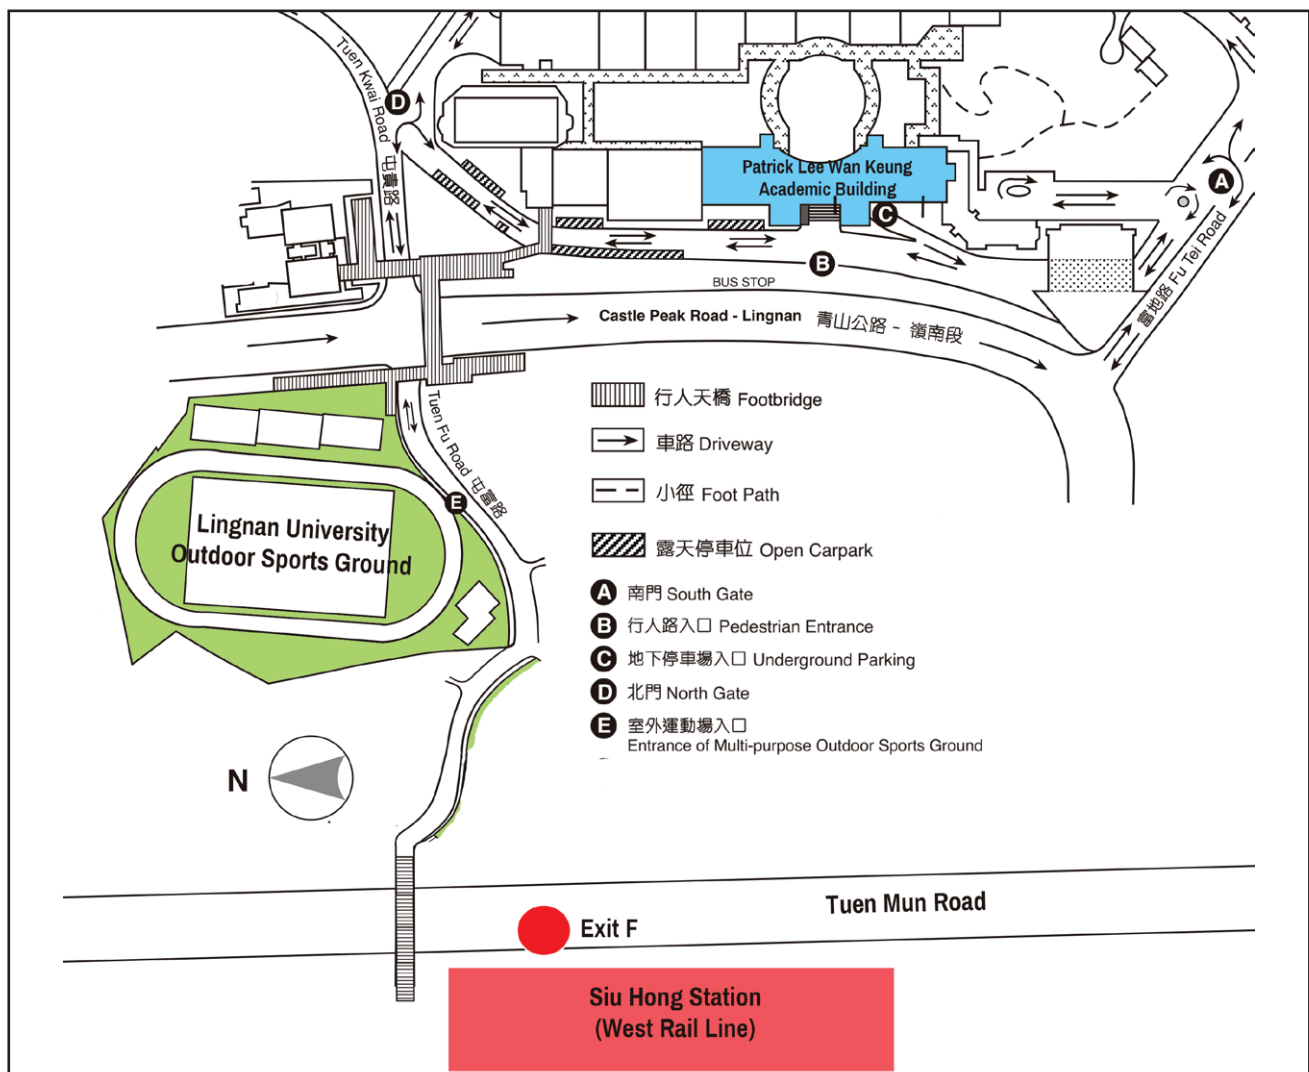 Tuen Kwai Road 屯貴路
D
Patrick Lee Wan Keung
Academic Building
A
C
B
BUS STOP
富地路 Fu Tei Road
Castle Peak Road - Lingnan 青山公路 - 嶺南段
Tuen Fu Road 屯富路
E
Lingnan University
Outdoor Sports Ground
行人天橋 Footbridge
車路 Driveway
小徑 Foot Path
露天停車位 Open Carpark
A 南門 South Gate
B 行人路入口 Pedestrian Entrance
C 地下停車場入口 Underground Parking
D 北門 North Gate
E 室外運動場入口
Entrance of Multi-purpose Outdoor Sports Ground
N
Tuen Mun Road
Exit F
Siu Hong Station
(West Rail Line)